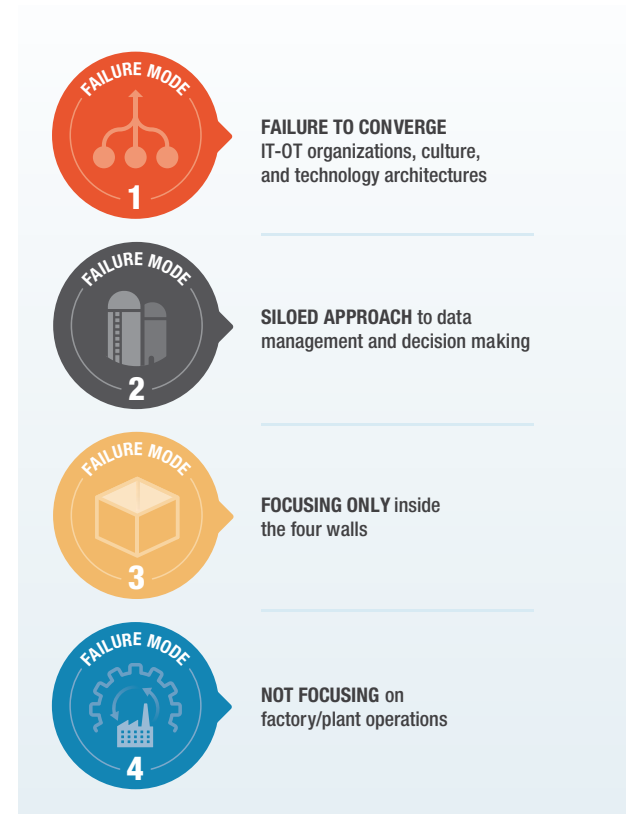 FAILURE MODE
1
FAILURE TO CONVERGE
IT-OT organizations, culture,
and technology architectures
FAILURE MODE
2
SILOED APPROACH to data
management and decision making
FAILURE MODE
3
FOCUSING ONLY inside
the four walls
FAILURE MODE
4
NOT FOCUSING on
factory/plant operations